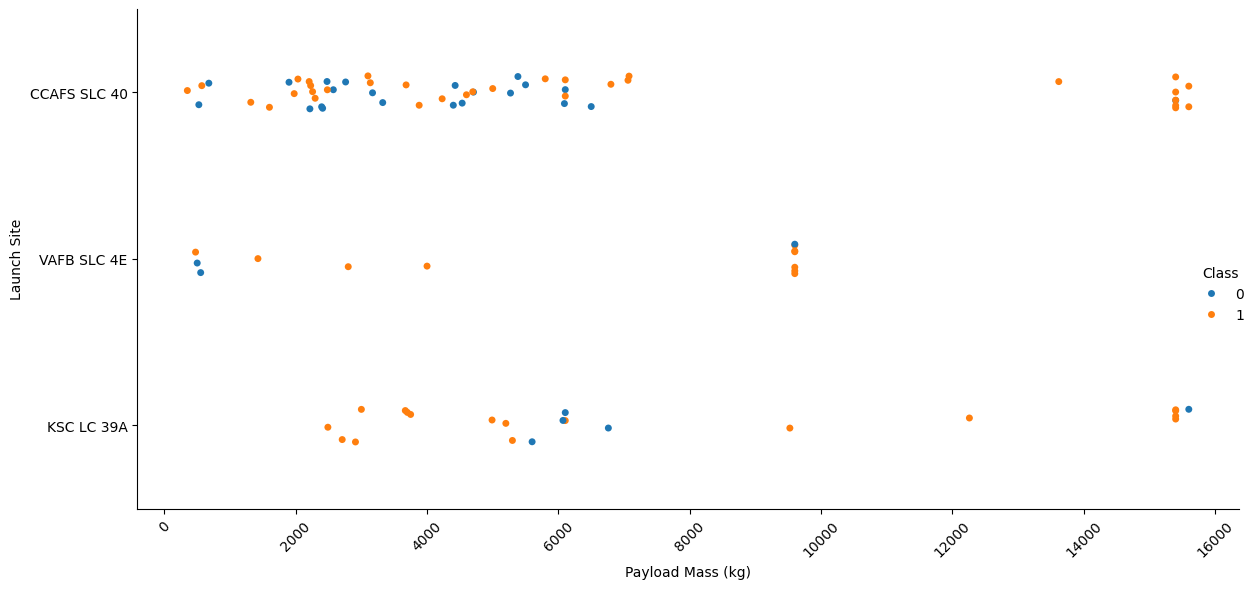 CCAFS SLC 40
VAFB SLC 4E
KSC LC 39A
Launch Site
Class
0
1
0
2000
4000
6000
8000
10000
12000
14000
16000
Payload Mass (kg)